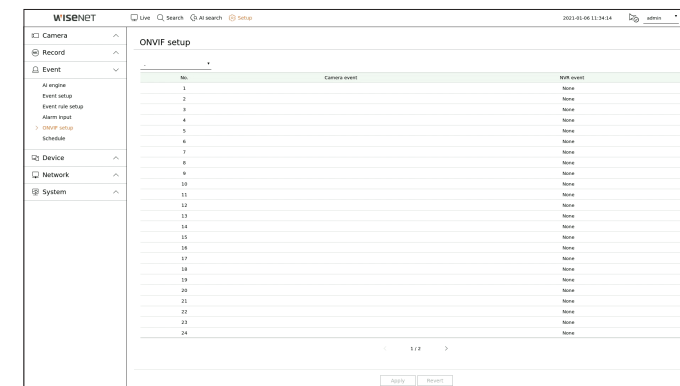 WISENET
Live Search AI search Setup 2021-01-06 11:34:14 admin
Camera
Record
Event
AI engine
Event setup
Event rule setup
Alarm input
> ONVIF setup
Schedule
Device
Network
System
ONVIF setup
-
No. Camera event NVR event
1 None
2 None
3 None
4 None
5 None
6 None
7 None
8 None
9 None
10 None
11 None
12 None
13 None
14 None
15 None
16 None
17 None
18 None
19 None
20 None
21 None
22 None
23 None
24 None
< 1 / 2 >
Apply Revert